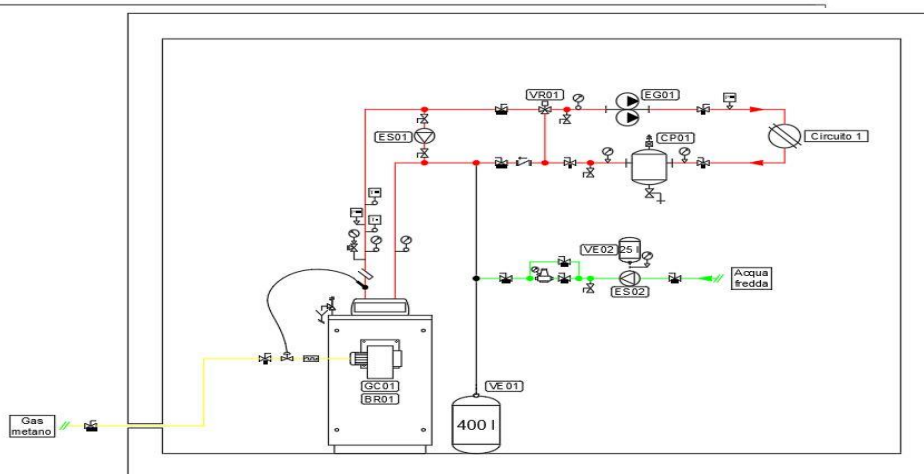 VR01
EG01
ES01
CP01
Circuito 1
VE02
25 l
ES02
Acqua
fredda
GC01
BR01
VE01
400 l
Gas
metano